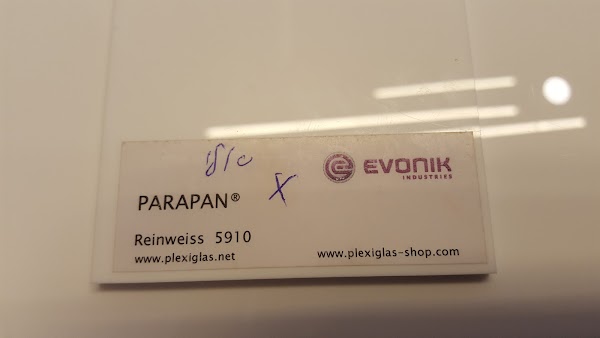 EVONIK
INDUSTRIES
X
PARAPAN®
Reinweiss 5910
www.plexiglas.net
www.plexiglas-shop.com